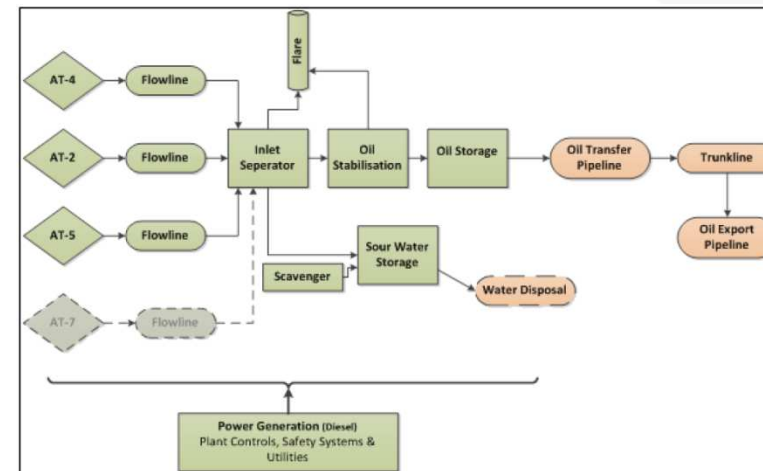 AT-4
Flowline
Flare
AT-2
Flowline
Inlet
Seperator
Oil
Stabilisation
Oil Storage
Oil Transfer
Pipeline
Trunkline
AT-5
Flowline
Oil Export
Pipeline
Scavenger
Sour Water
Storage
Water Disposal
AT-7
Flowline
Power Generation (Diesel)
Plant Controls, Safety Systems &
Utilities